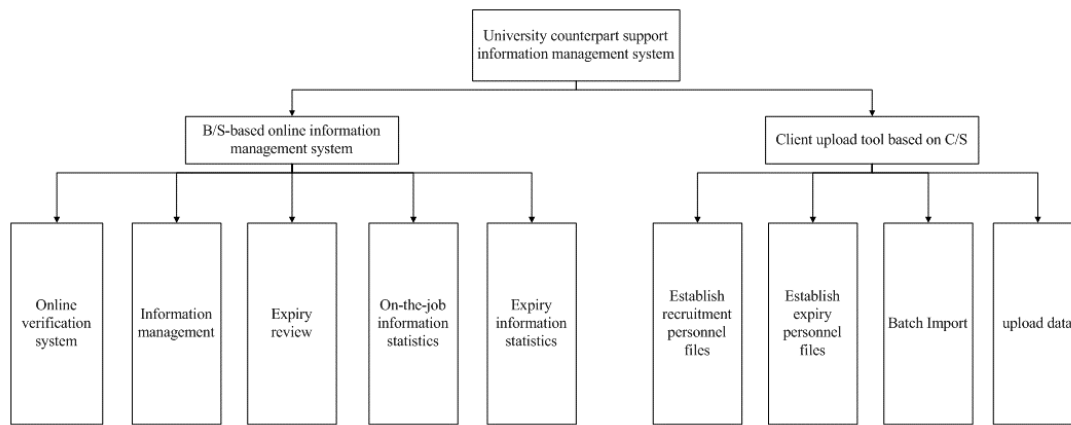 University counterpart support
information management
system
B/S-based online information
management system
Client upload tool based on C/S
Online
verification
system
Information
management
Expiry
review
On-the-job
information
statistics
Expiry
information
statistics
Establish
recruitment
personnel
files
Establish
expiry
personnel
files
Batch Import
upload data